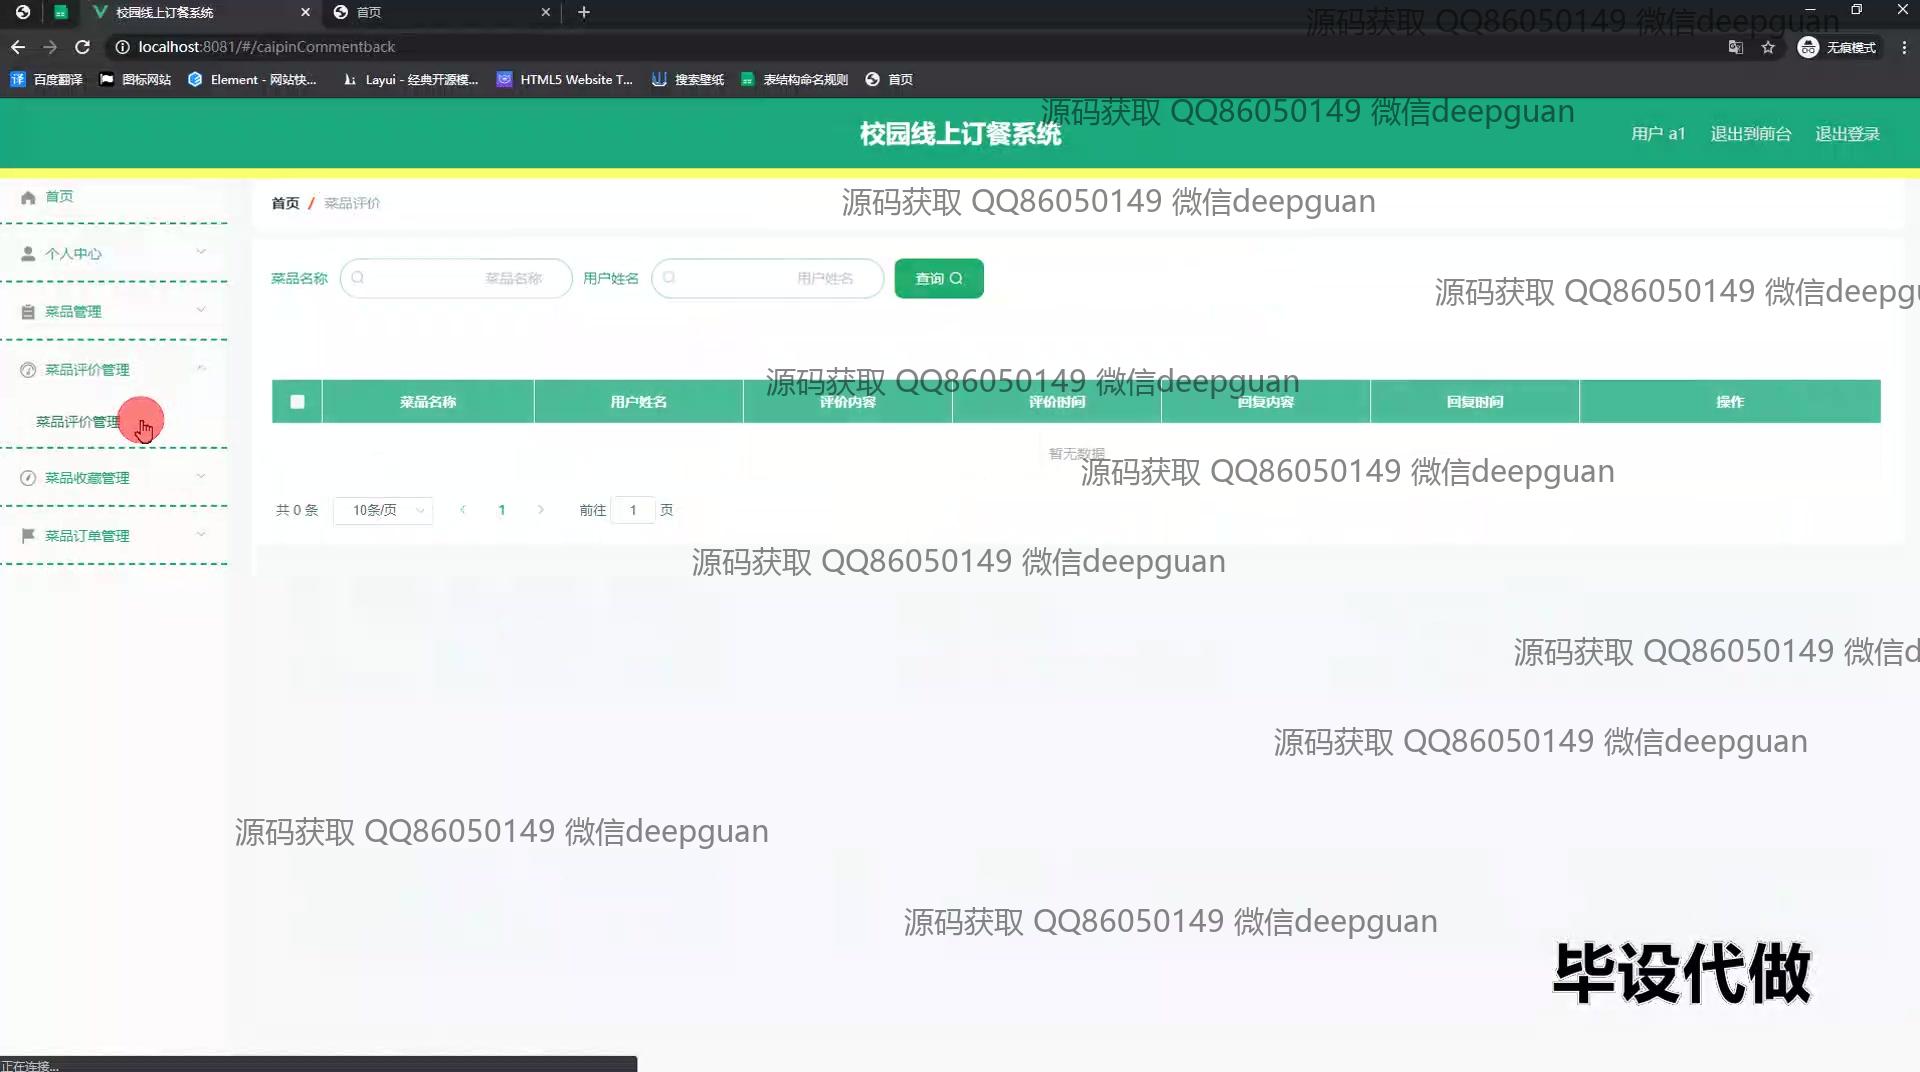 校园线上订餐系统
首页
源码获取 QQ86050149 微信deepguan
localhost:8081/#/caipinCommentback
无痕模式
百度翻译
图标网站
Element - 网站快...
Layui - 经典开源模...
HTML5 Website T...
搜索壁纸
表结构命名规则
首页
源码获取 QQ86050149 微信deepguan
校园线上订餐系统
用户 a1
退出到前台
退出登录
首页
个人中心
菜品管理
菜品评价管理
菜品评价管理
菜品收藏管理
菜品订单管理
首页 / 菜品评价
源码获取 QQ86050149 微信deepguan
菜品名称
菜品名称
用户姓名
用户姓名
查询
源码获取 QQ86050149 微信deepgu
源码获取 QQ86050149 微信deepguan
菜品名称
用户姓名
评价内容
评价时间
回复内容
回复时间
操作
暂无数据
源码获取 QQ86050149 微信deepguan
共 0 条
10条/页
1
前往 1 页
源码获取 QQ86050149 微信deepguan
源码获取 QQ86050149 微信d
源码获取 QQ86050149 微信deepguan
源码获取 QQ86050149 微信deepguan
源码获取 QQ86050149 微信deepguan
毕设代做
正在连接...